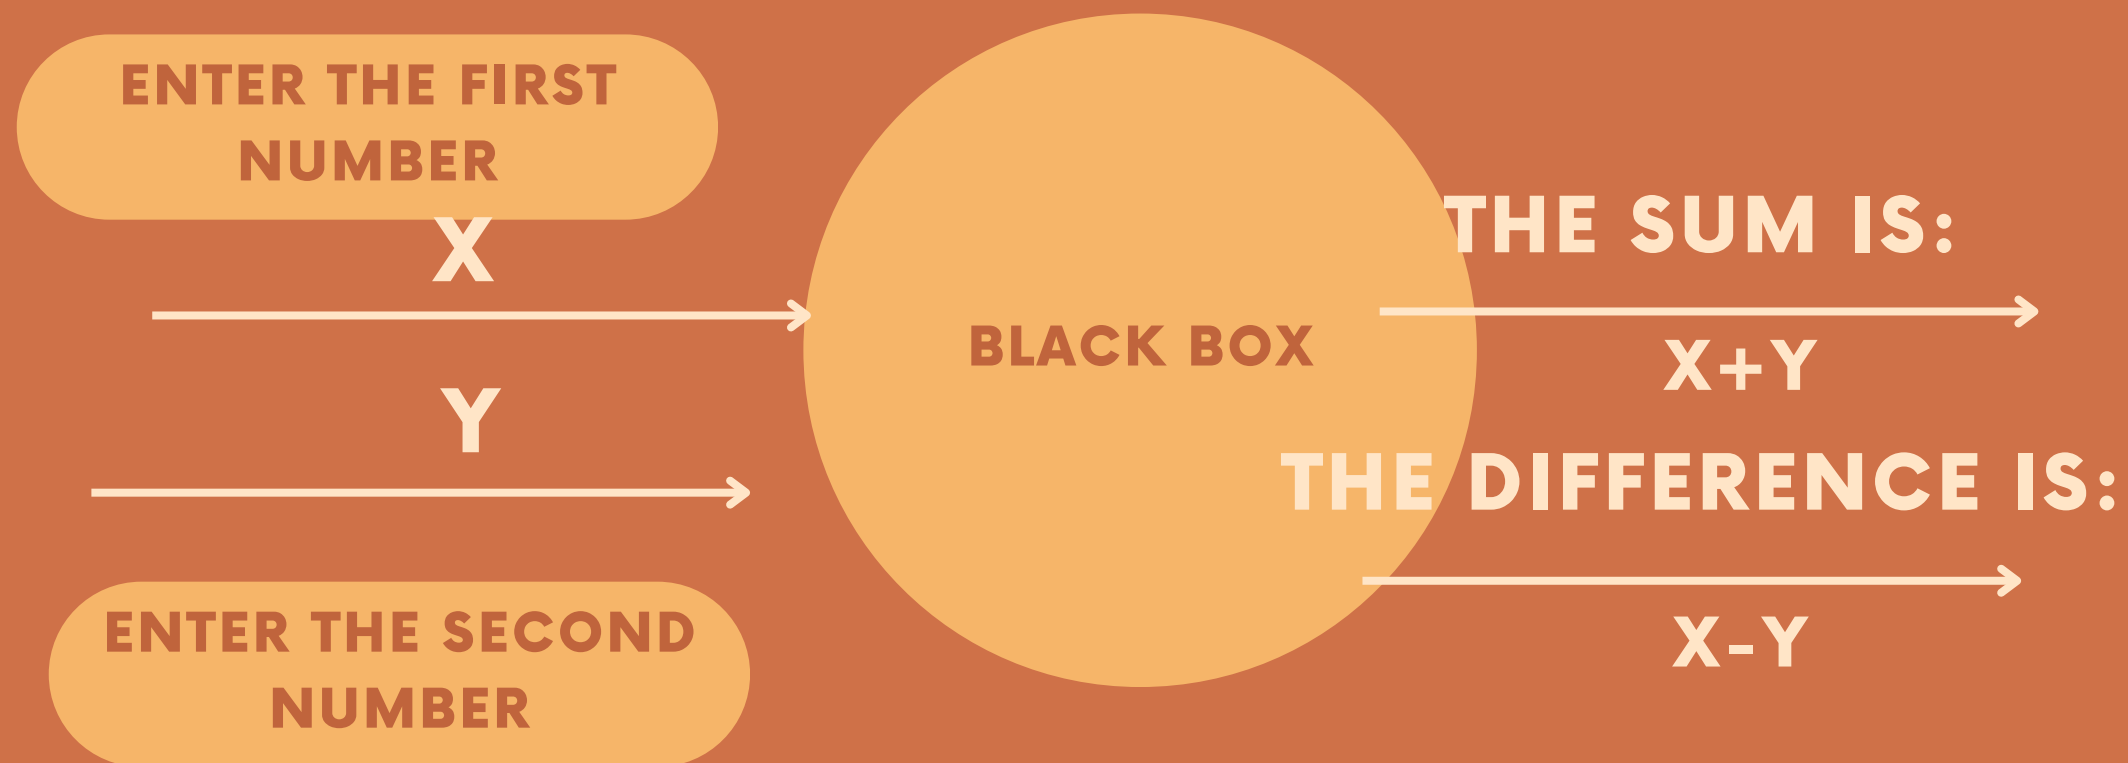 ENTER THE FIRST
NUMBER
X
Y
ENTER THE SECOND
NUMBER
BLACK BOX
THE SUM IS:
X+Y
THE DIFFERENCE IS:
X-Y